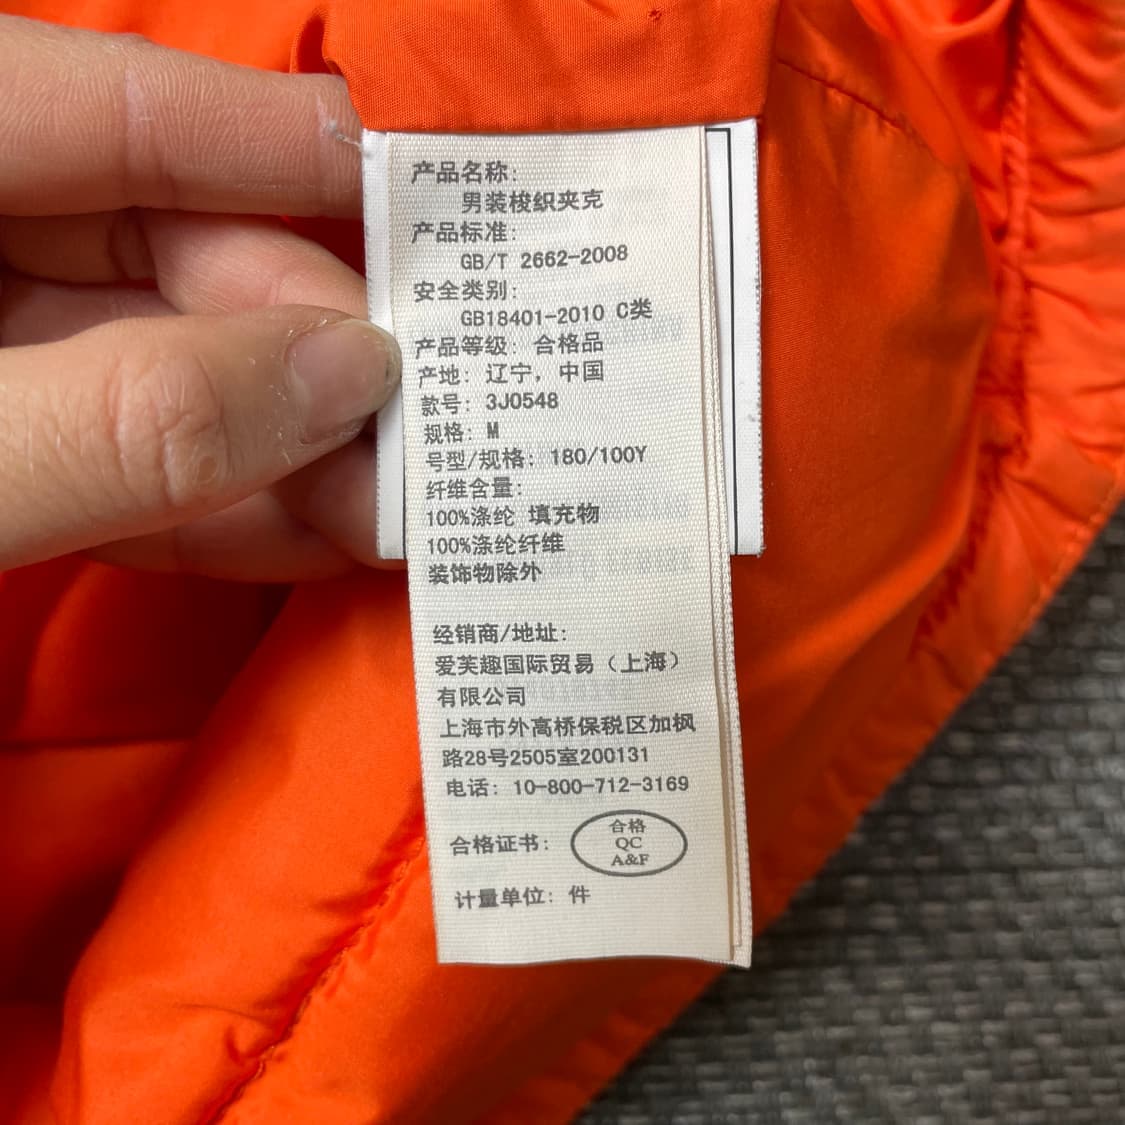 产品名称:
男装梭织夹克
产品标准:
GB/T 2662-2008
安全类别:
GB18401-2010 C类
产品等级: 合格品
产地: 辽宁, 中国
款号: 3J0548
规格: M
号型/规格: 180/100Y
纤维含量:
100%涤纶 填充物
100%涤纶纤维
装饰物除外
经销商/地址:
爱芙趣国际贸易（上海）
有限公司
上海市外高桥保税区加枫
路28号2505室200131
电话: 10-800-712-3169
合格证书:
合格
QC
A&F
计量单位: 件